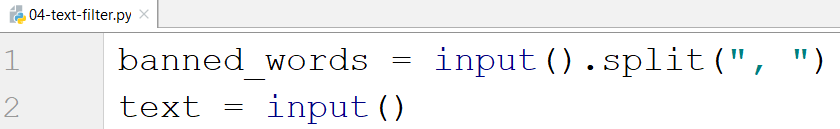 04-text-filter.py
1 banned_words = input().split(", ")
2 text = input()